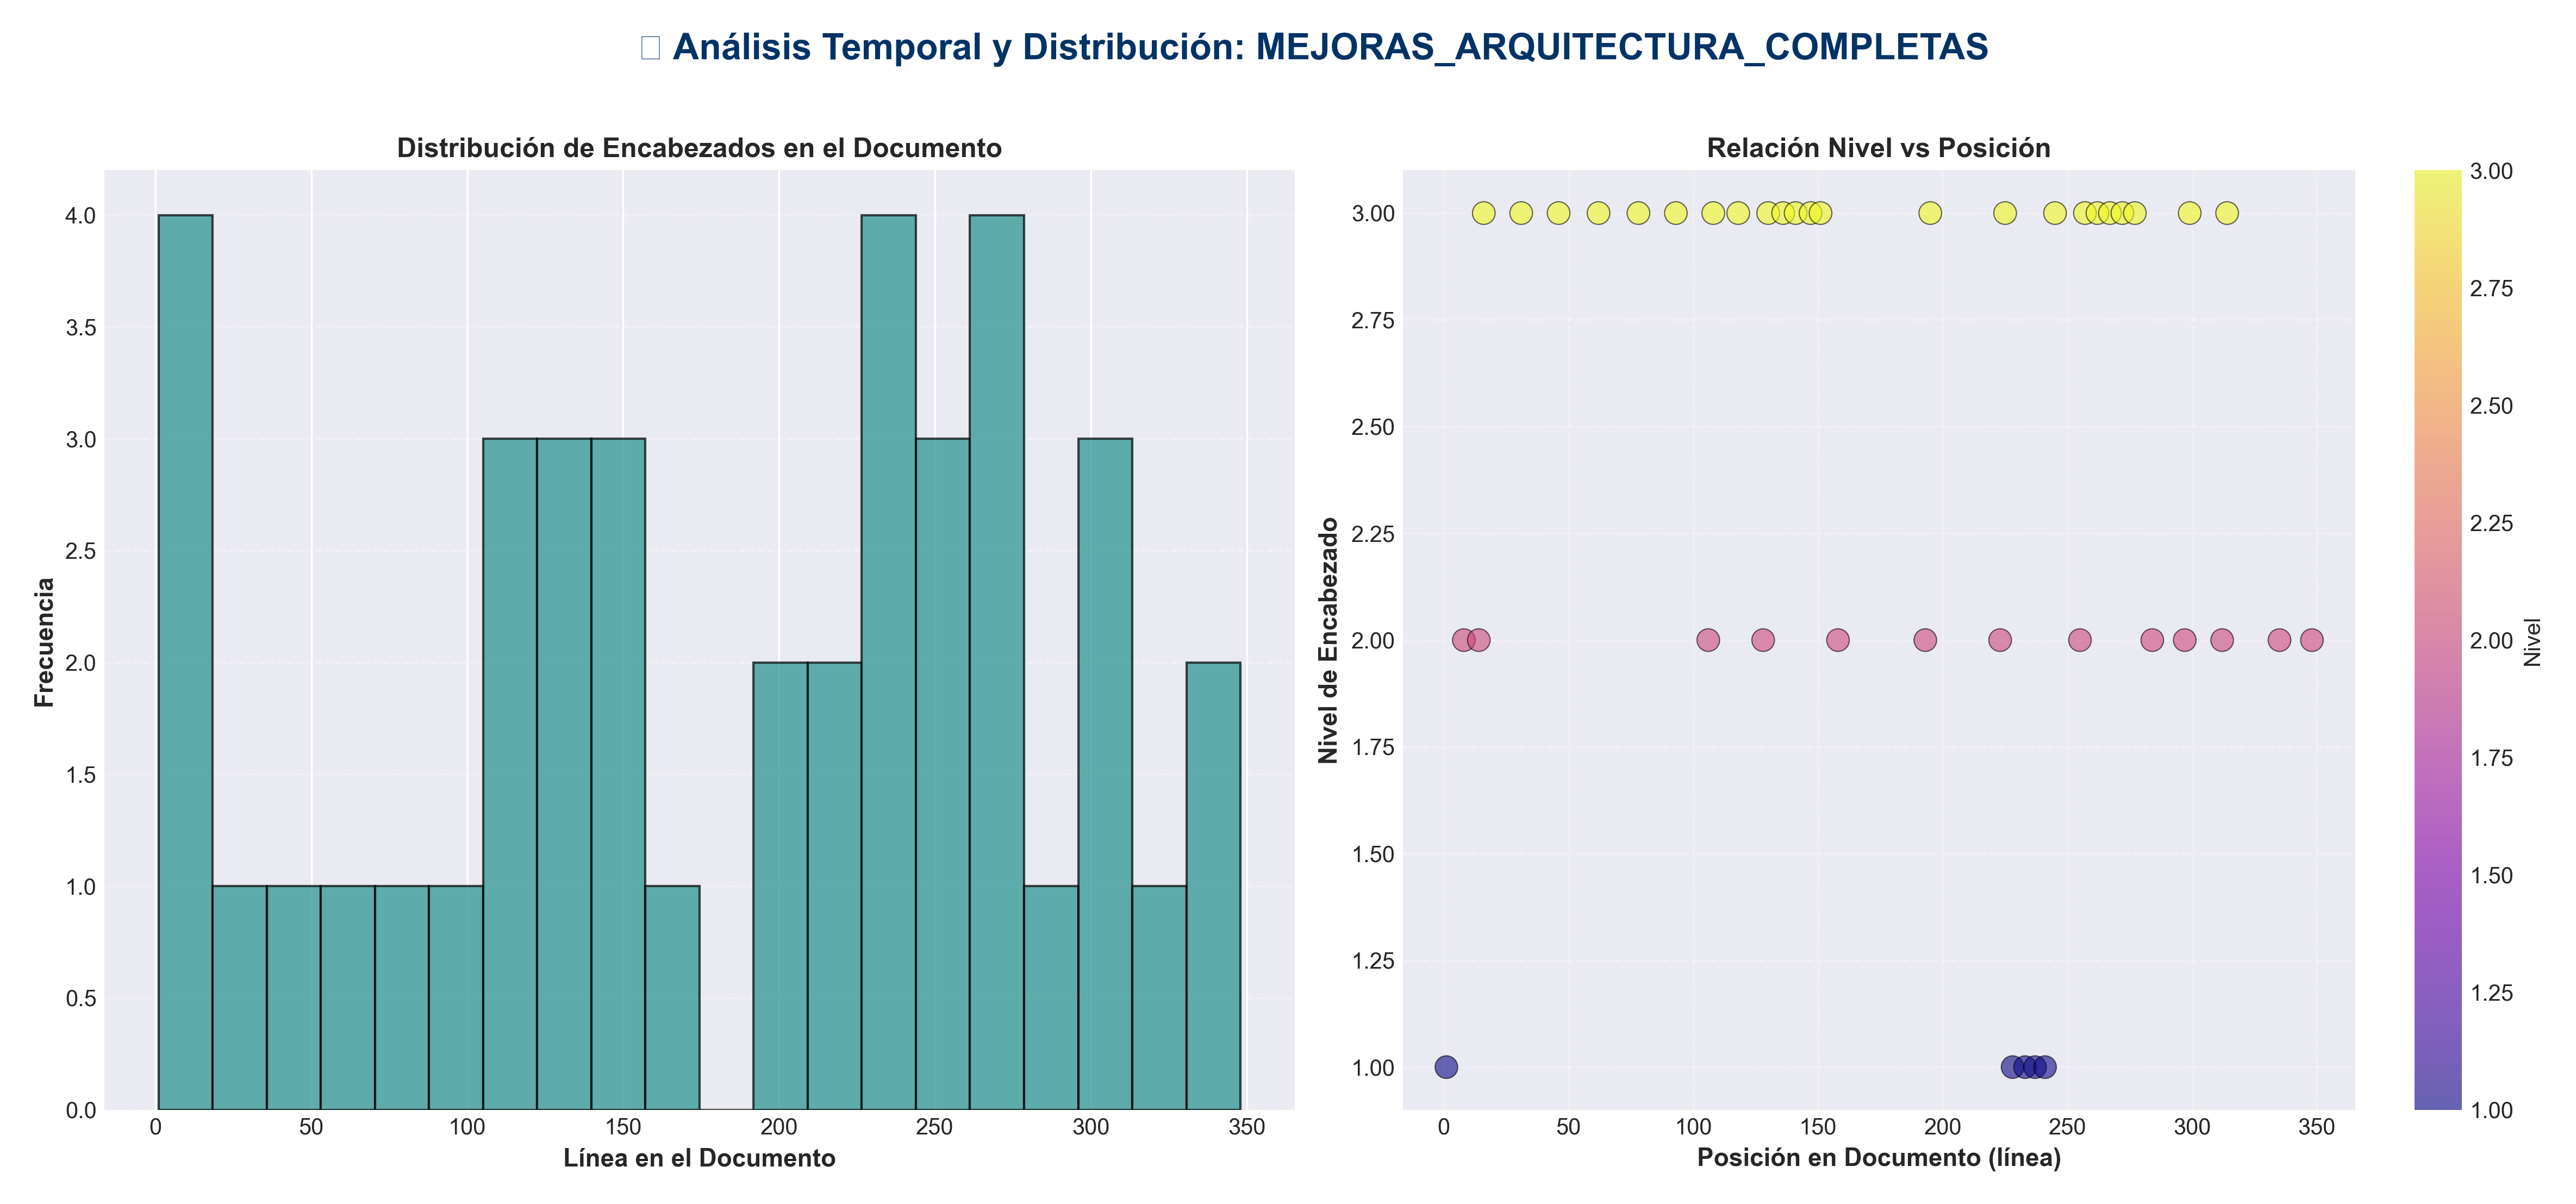 Análisis Temporal y Distribución: MEJORAS_ARQUITECTURA_COMPLETAS
Distribución de Encabezados en el Documento
4.0
3.5
3.0
2.5
2.0
1.5
1.0
0.5
0.0
Frecuencia
0 50 100 150 200 250 300 350
Línea en el Documento
Relación Nivel vs Posición
3.00
2.75
2.50
2.25
2.00
1.75
1.50
1.25
1.00
Nivel de Encabezado
0 50 100 150 200 250 300 350
Posición en Documento (línea)
3.00
2.75
2.50
2.25
2.00
1.75
1.50
1.25
1.00
Nivel